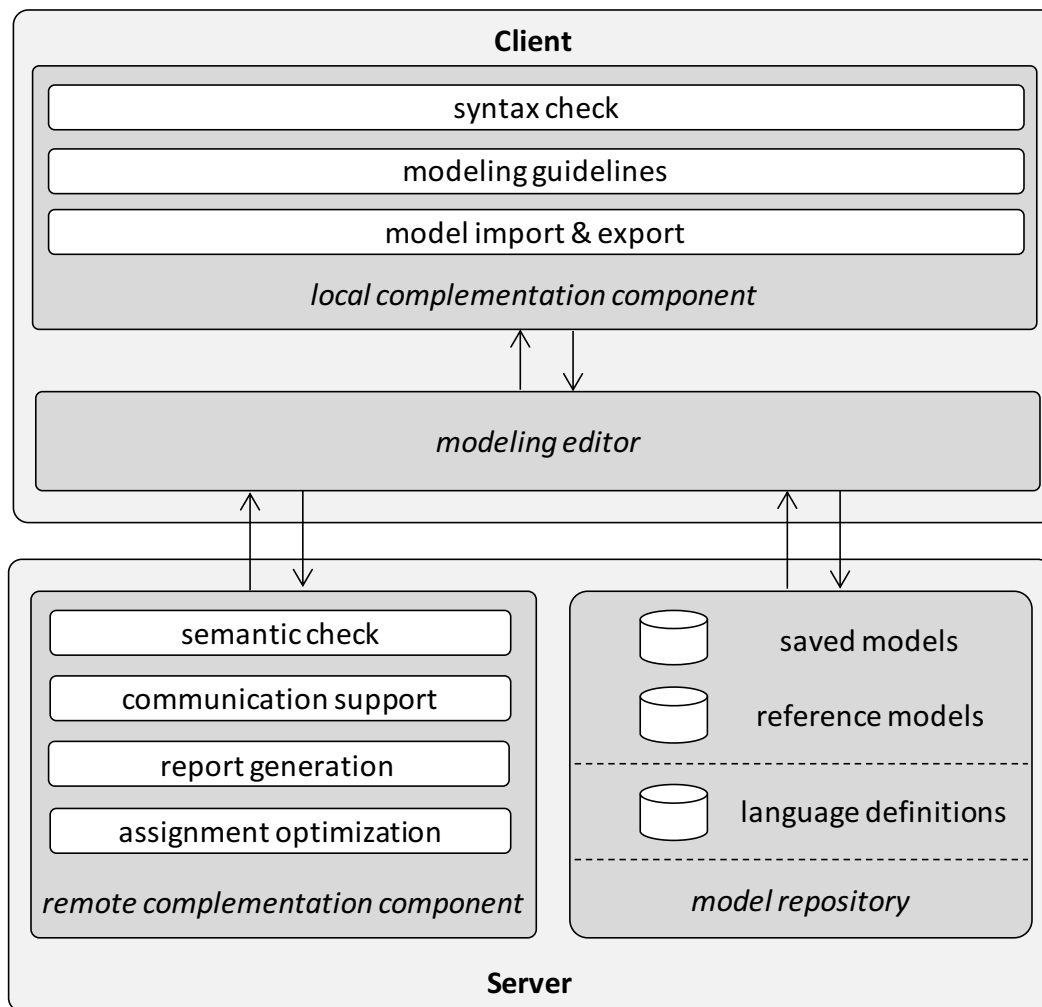 Client
syntax check
modeling guidelines
model import & export
local complementation component
modeling editor
semantic check
communication support
report generation
assignment optimization
remote complementation component
saved models
reference models
language definitions
model repository
Server